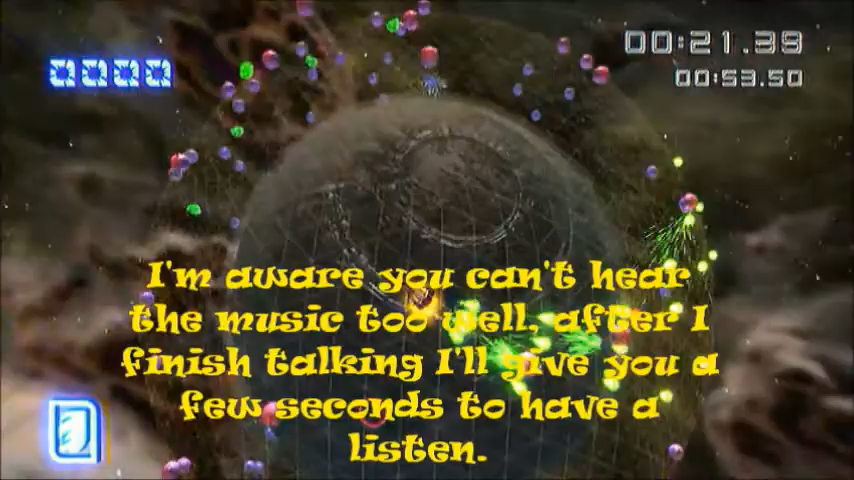 00:21.39
00:53.50
I'm aware you can't hear
the music too well, after I
finish talking I'll give you a
few seconds to have a
listen.